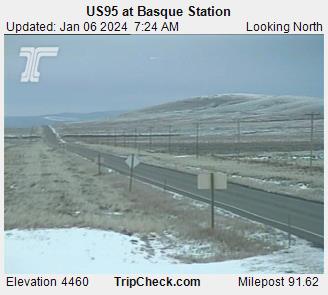 US95 at Basque Station
Updated: Jan 06 2024 7:24 AM Looking North
Elevation 4460 TripCheck.com Milepost 91.62